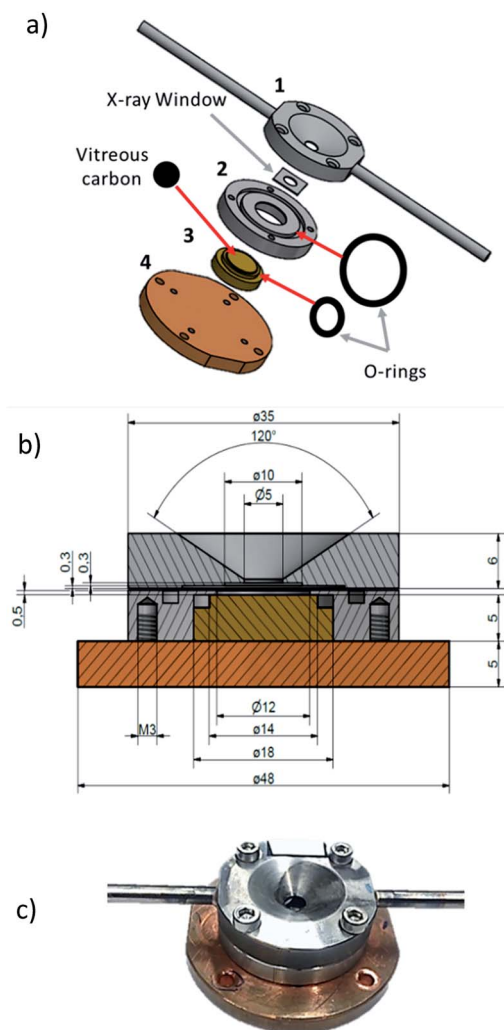 a)
1
X-ray Window
Vitreous
carbon
2
3
4
O-rings
b)
ø35
120°
ø10
Ø5
0.3
0.3
0.5
6
5
5
M3
Ø12
ø14
ø18
ø48
c)